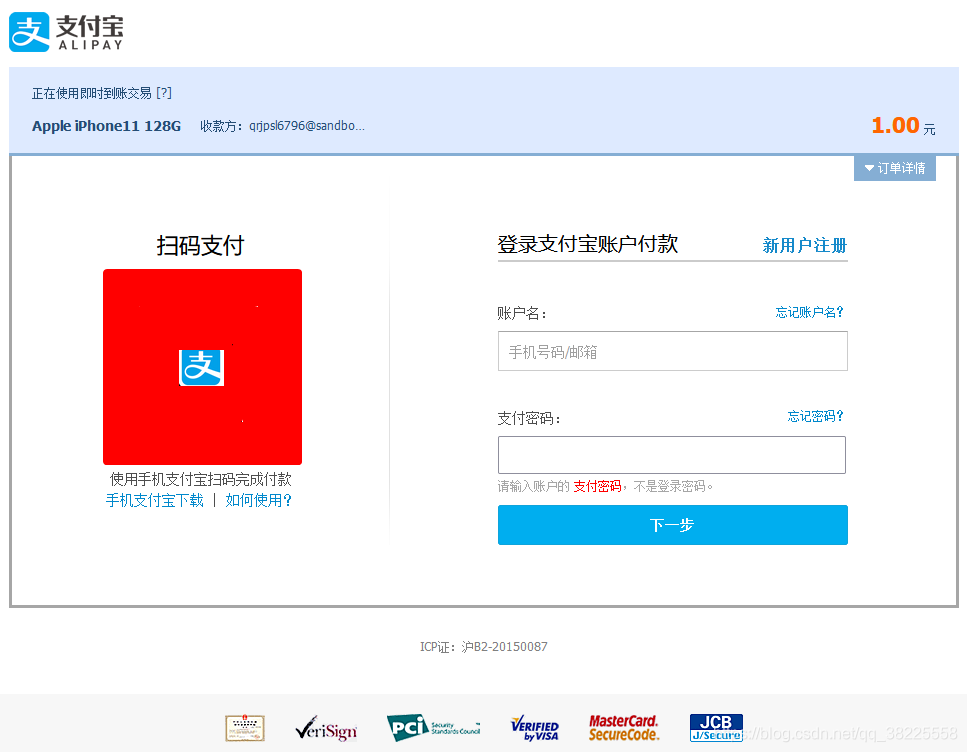 支付宝
ALIPAY
正在使用即时到账交易 [?]
Apple iPhone11 128G 收款方：qrjpsl6796@sandbo... 1.00 元
订单详情
扫码支付
支
使用手机支付宝扫码完成付款
手机支付宝下载 | 如何使用?
登录支付宝账户付款 新用户注册
账户名： 忘记账户名?
手机号码/邮箱
支付密码： 忘记密码?
请输入账户的 支付密码，不是登录密码。
下一步
ICP证：沪B2-20150087
VeriSign
PCI Security Standards Council
VERIFIED by VISA
MasterCard. SecureCode.
JCB J/Secure
blog.csdn.net/qq_38225558